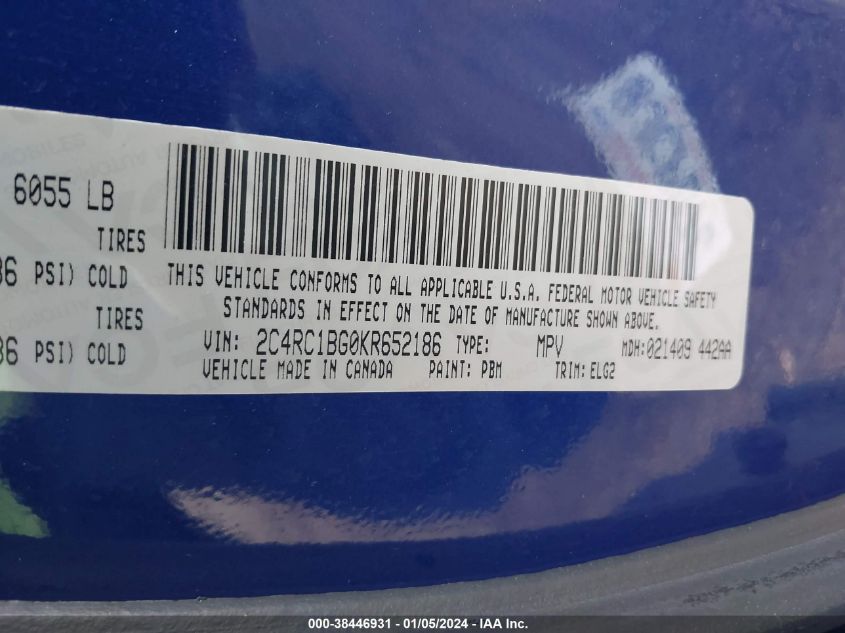 6055 LB
TIRES
PSI) COLD
TIRES
PSI) COLD
THIS VEHICLE CONFORMS TO ALL APPLICABLE U.S.A. FEDERAL MOTOR VEHICLE SAFETY
STANDARDS IN EFFECT ON THE DATE OF MANUFACTURE SHOWN ABOVE.
VIN: 2C4RC1BG0KR652186 TYPE: MPV MDH:021409 442AA
VEHICLE MADE IN CANADA PAINT: PBM TRIM:ELG2
000-38446931 - 01/05/2024 - IAA Inc.